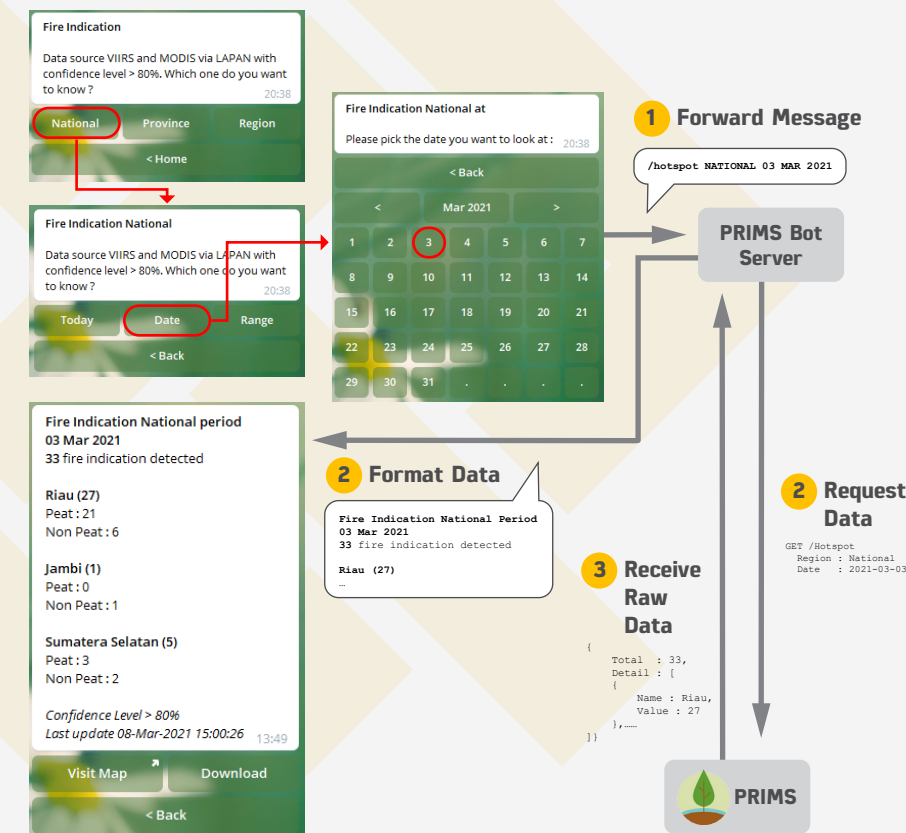 Fire Indication
Data source VIIRS and MODIS via LAPAN with
confidence level > 80%. Which one do you want
to know ?
20:38
National Province Region
< Home
Fire Indication National
Data source VIIRS and MODIS via LAPAN with
confidence level > 80%. Which one do you want
to know ?
20:38
Today Date Range
< Back
Fire Indication National at
Please pick the date you want to look at :
20:38
< Back
< Mar 2021 >
1 2 3 4 5 6 7
8 9 10 11 12 13 14
15 16 17 18 19 20 21
22 23 24 25 26 27 28
29 30 31 . . . .
1 Forward Message
/hotspot NATIONAL 03 MAR 2021
PRIMS Bot
Server
2 Request
Data
GET /Hotspot
Region : National
Date : 2021-03-03
PRIMS
3 Receive
Raw
Data
{
Total : 33,
Detail : [
{
Name : Riau,
Value : 27
},……
]}
2 Format Data
Fire Indication National Period
03 Mar 2021
33 fire indication detected
Riau (27)
…
Fire Indication National period
03 Mar 2021
33 fire indication detected
Riau (27)
Peat : 21
Non Peat : 6
Jambi (1)
Peat : 0
Non Peat : 1
Sumatera Selatan (5)
Peat : 3
Non Peat : 2
Confidence Level > 80%
Last update 08-Mar-2021 15:00:26
13:49
Visit Map Download
< Back